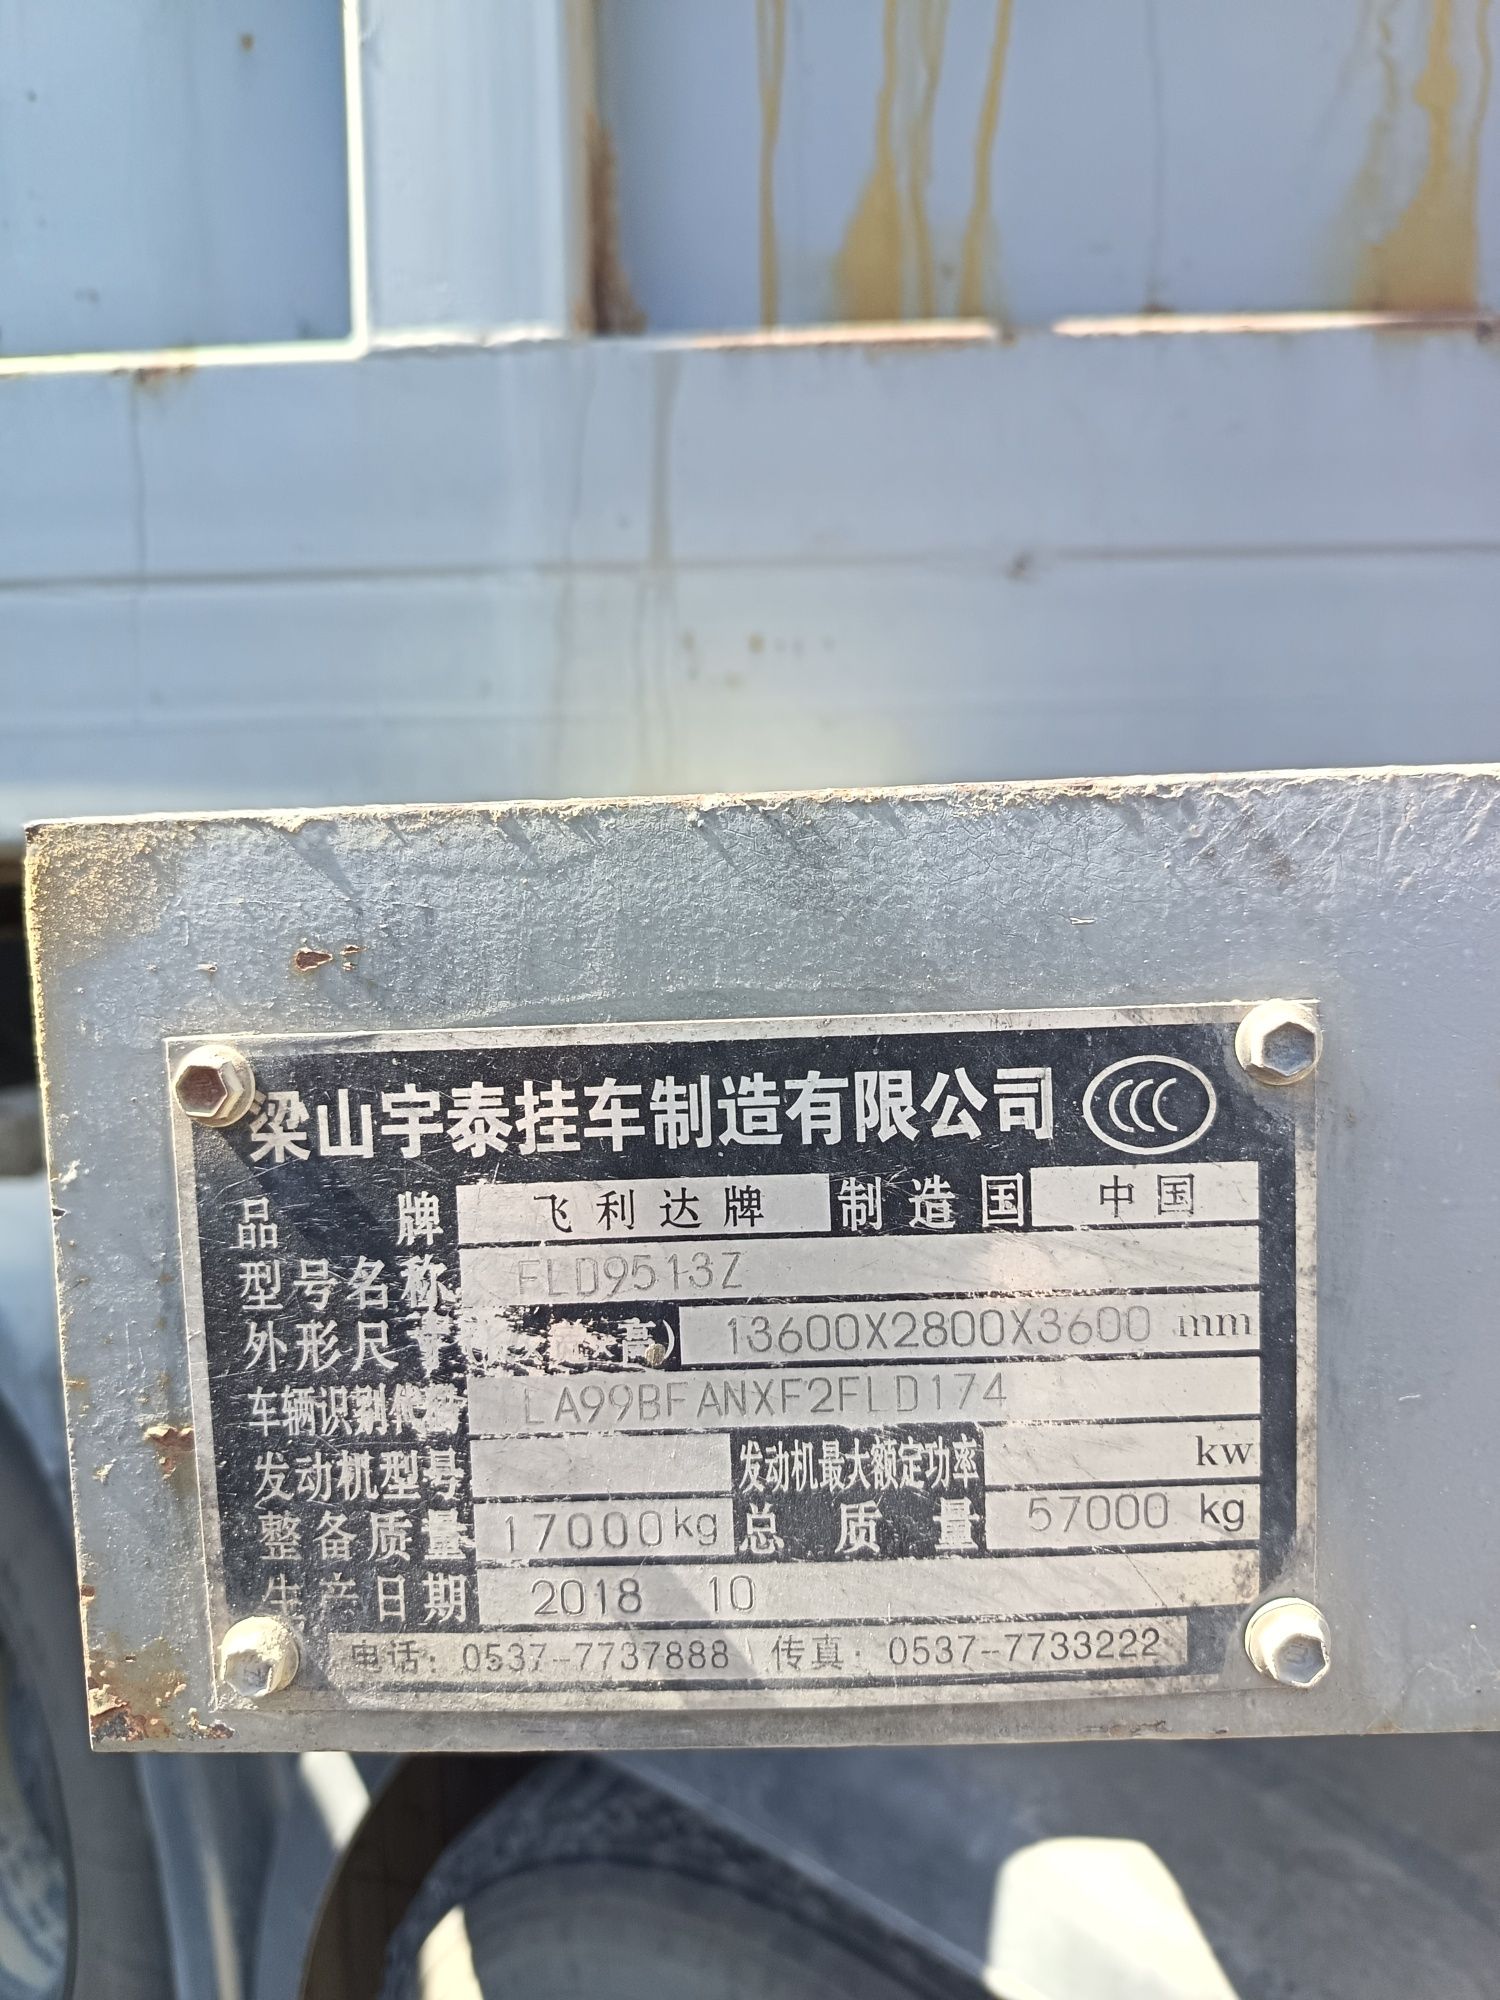 梁山宇泰挂车制造有限公司 CCC
品牌 飞利达牌 制造国 中国
型号名称 FLD9513Z
外形尺寸 高) 13600X2800X3600 mm
车辆识别代 LA99BFANXF2FLD174
发动机型号 发动机最大额定功率 kw
整备质量 17000kg 总质量 57000 kg
生产日期 2018 10
电话: 0537--7737888 传真: 0537--7733222